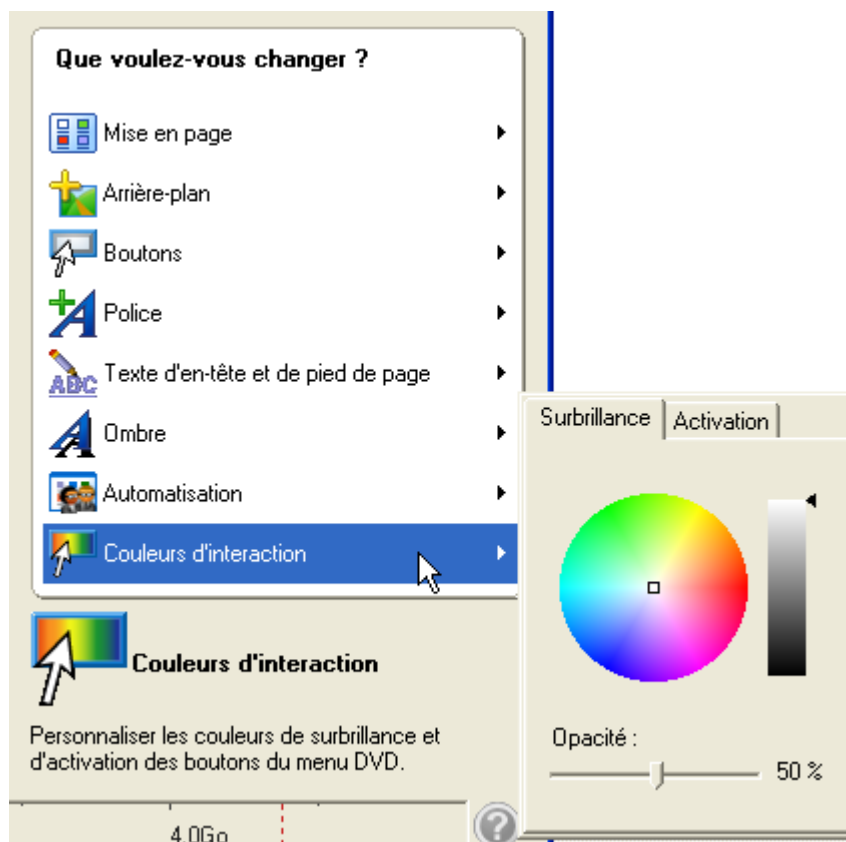 Que voulez-vous changer ?
Mise en page
Arrière-plan
Boutons
Police
ABC
Texte d'en-tête et de pied de page
Ombre
Automatisation
Couleurs d'interaction
Couleurs d'interaction
Personnaliser les couleurs de surbrillance et
d'activation des boutons du menu DVD.
4.0Go
?
Surbrillance
Activation
Opacité :
50 %